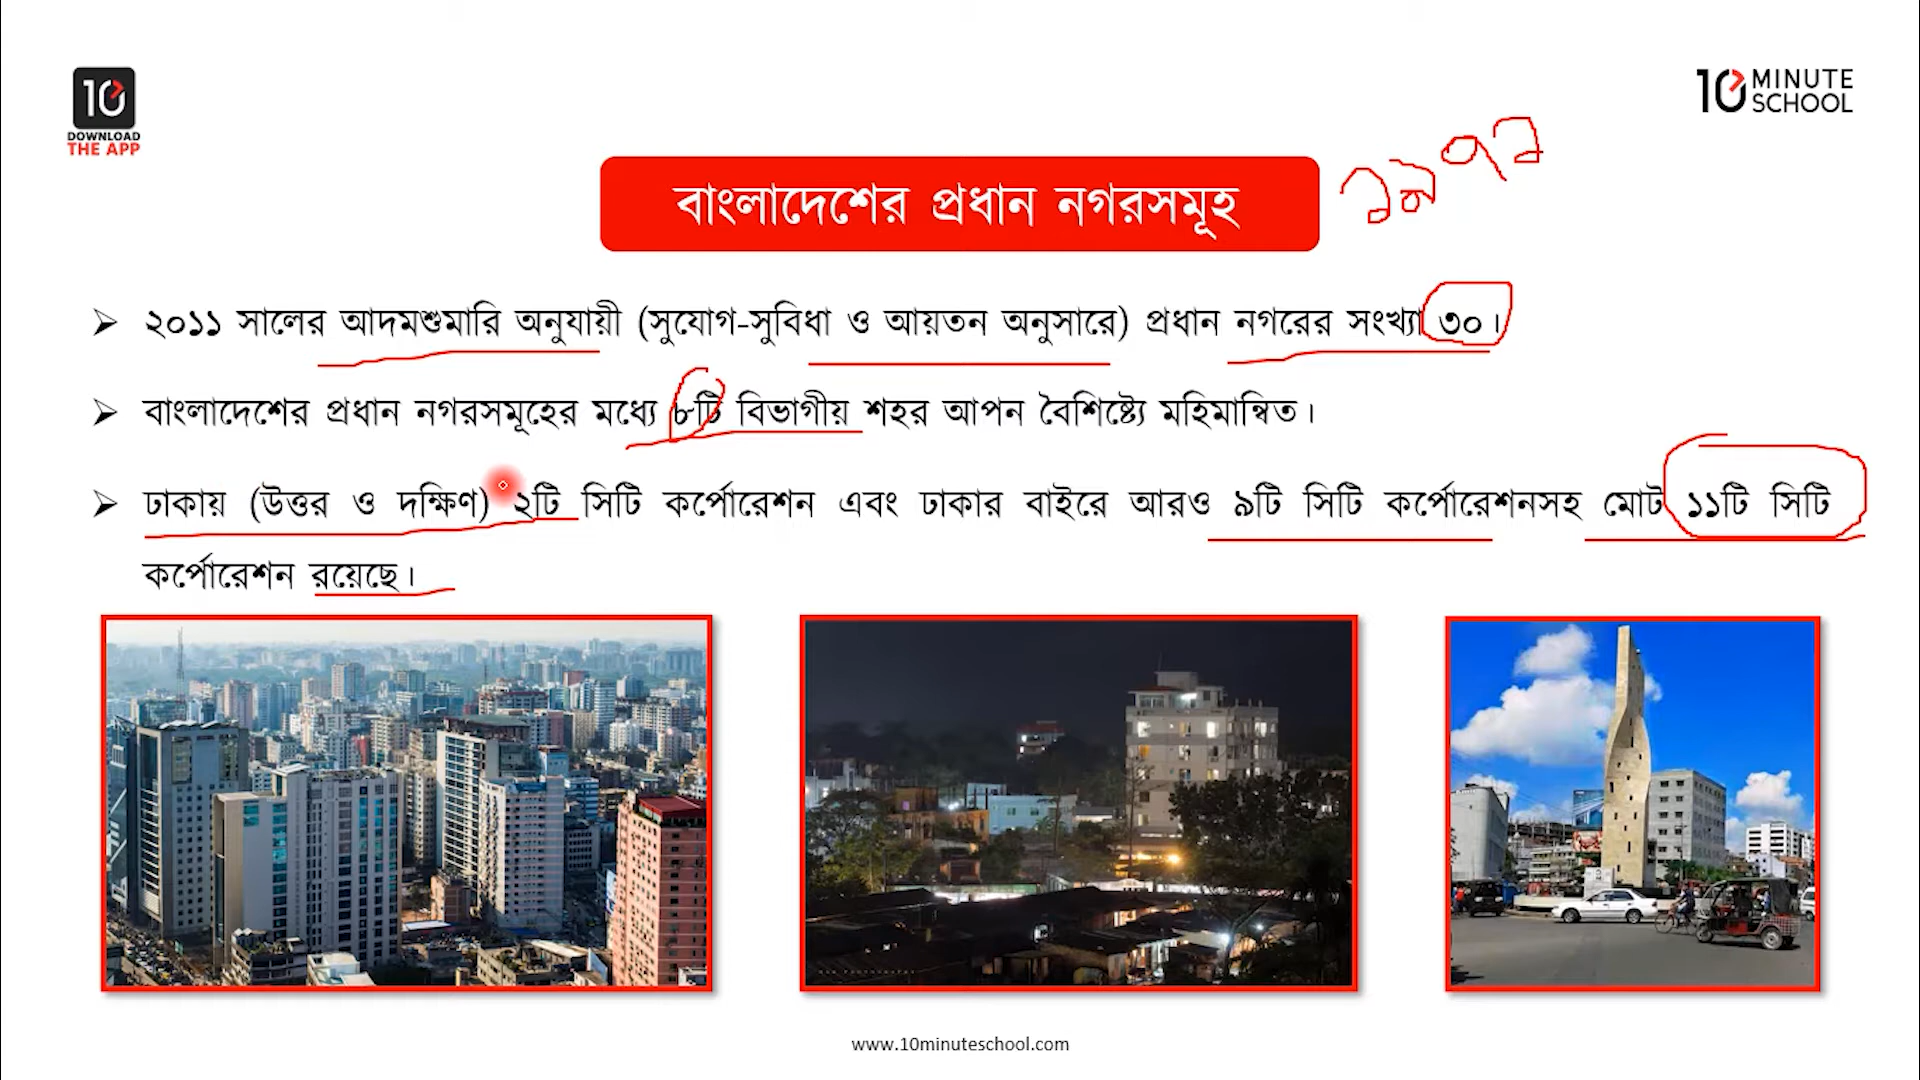 10
DOWNLOAD
THE APP
10 MINUTE
SCHOOL
বাংলাদেশের প্রধান নগরসমূহ
১৯৭১
➢ ২০১১ সালের আদমশুমারি অনুযায়ী (সুযোগ-সুবিধা ও আয়তন অনুসারে) প্রধান নগরের সংখ্যা ৩০।
➢ বাংলাদেশের প্রধান নগরসমূহের মধ্যে ৮টি বিভাগীয় শহর আপন বৈশিষ্ট্যে মহিমান্বিত।
➢ ঢাকায় (উত্তর ও দক্ষিণ) ২টি সিটি কর্পোরেশন এবং ঢাকার বাইরে আরও ৯টি সিটি কর্পোরেশনসহ মোট ১১টি সিটি
কর্পোরেশন রয়েছে।
www.10minuteschool.com